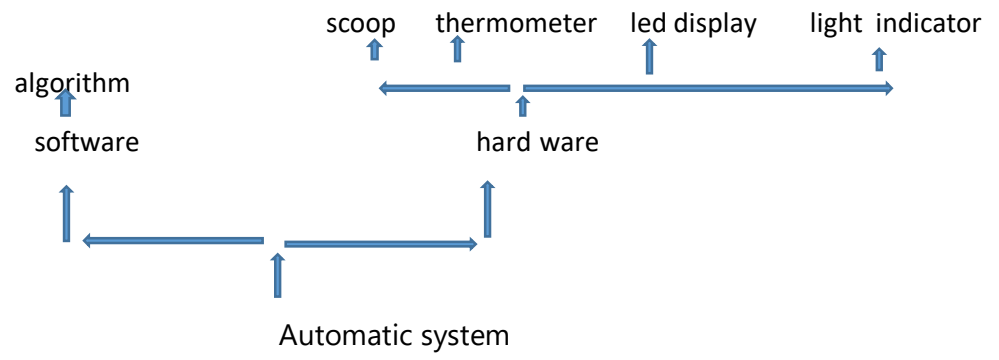 scoop thermometer led display light indicator
algorithm
software hard ware
Automatic system